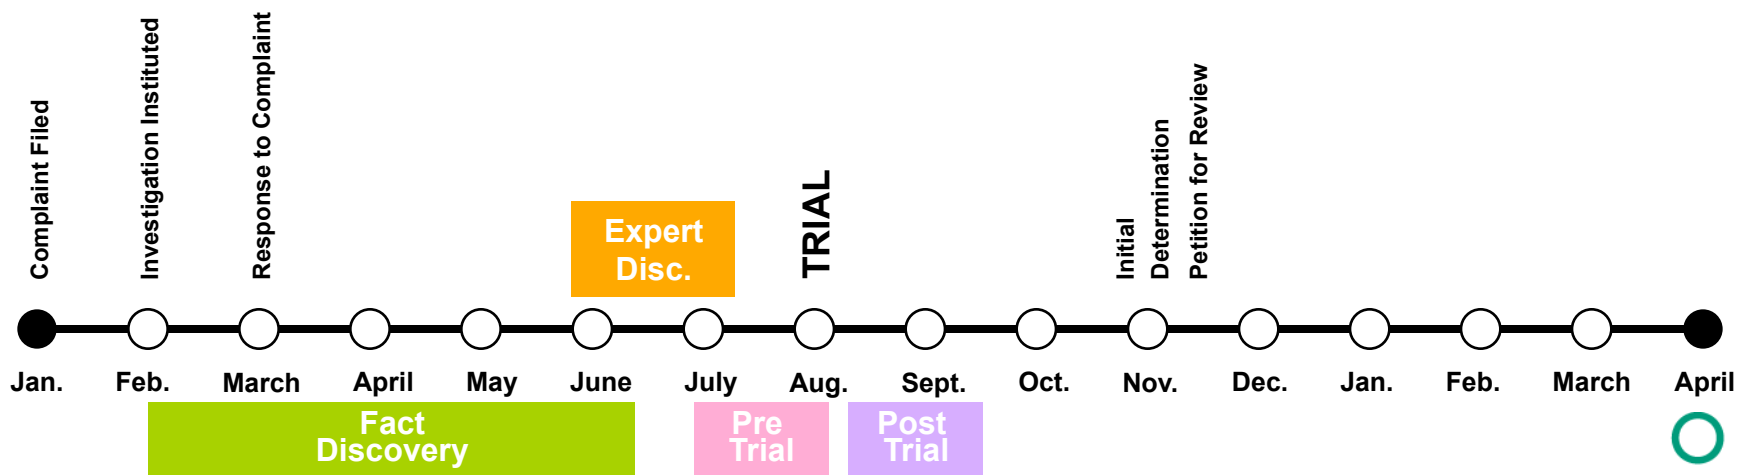 Complaint Filed
Investigation Instituted
Response to Complaint
Expert
Disc.
TRIAL
Initial
Determination
Petition for Review
Jan.
Feb.
March
April
May
June
July
Aug.
Sept.
Oct.
Nov.
Dec.
Jan.
Feb.
March
April
Fact
Discovery
Pre
Trial
Post
Trial